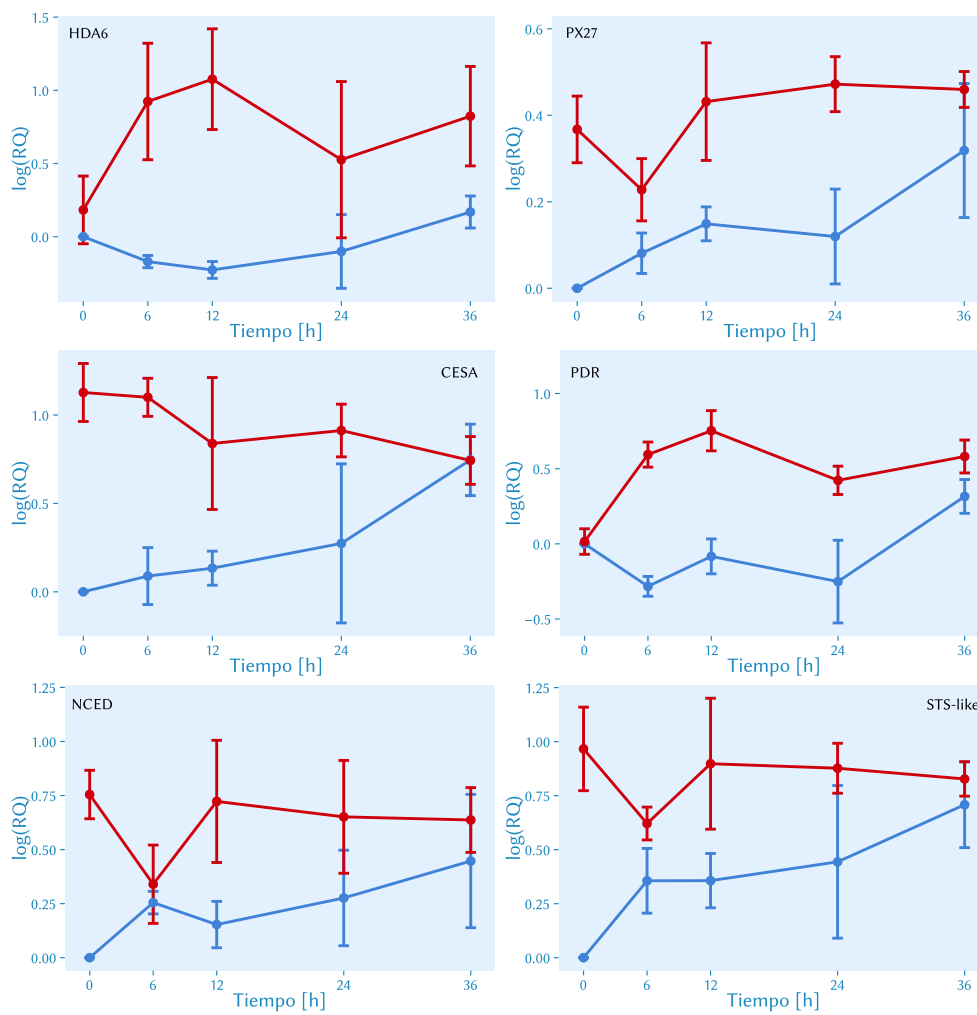 HDA6
1.5
1.0
0.5
0.0
log(RQ)
0 6 12 24 36
Tiempo [h]
PX27
0.6
0.4
0.2
0.0
log(RQ)
0 6 12 24 36
Tiempo [h]
CESA
1.0
0.5
0.0
log(RQ)
0 6 12 24 36
Tiempo [h]
PDR
1.0
0.5
0.0
−0.5
log(RQ)
0 6 12 24 36
Tiempo [h]
NCED
1.25
1.00
0.75
0.50
0.25
0.00
log(RQ)
0 6 12 24 36
Tiempo [h]
STS-like
1.25
1.00
0.75
0.50
0.25
0.00
log(RQ)
0 6 12 24 36
Tiempo [h]